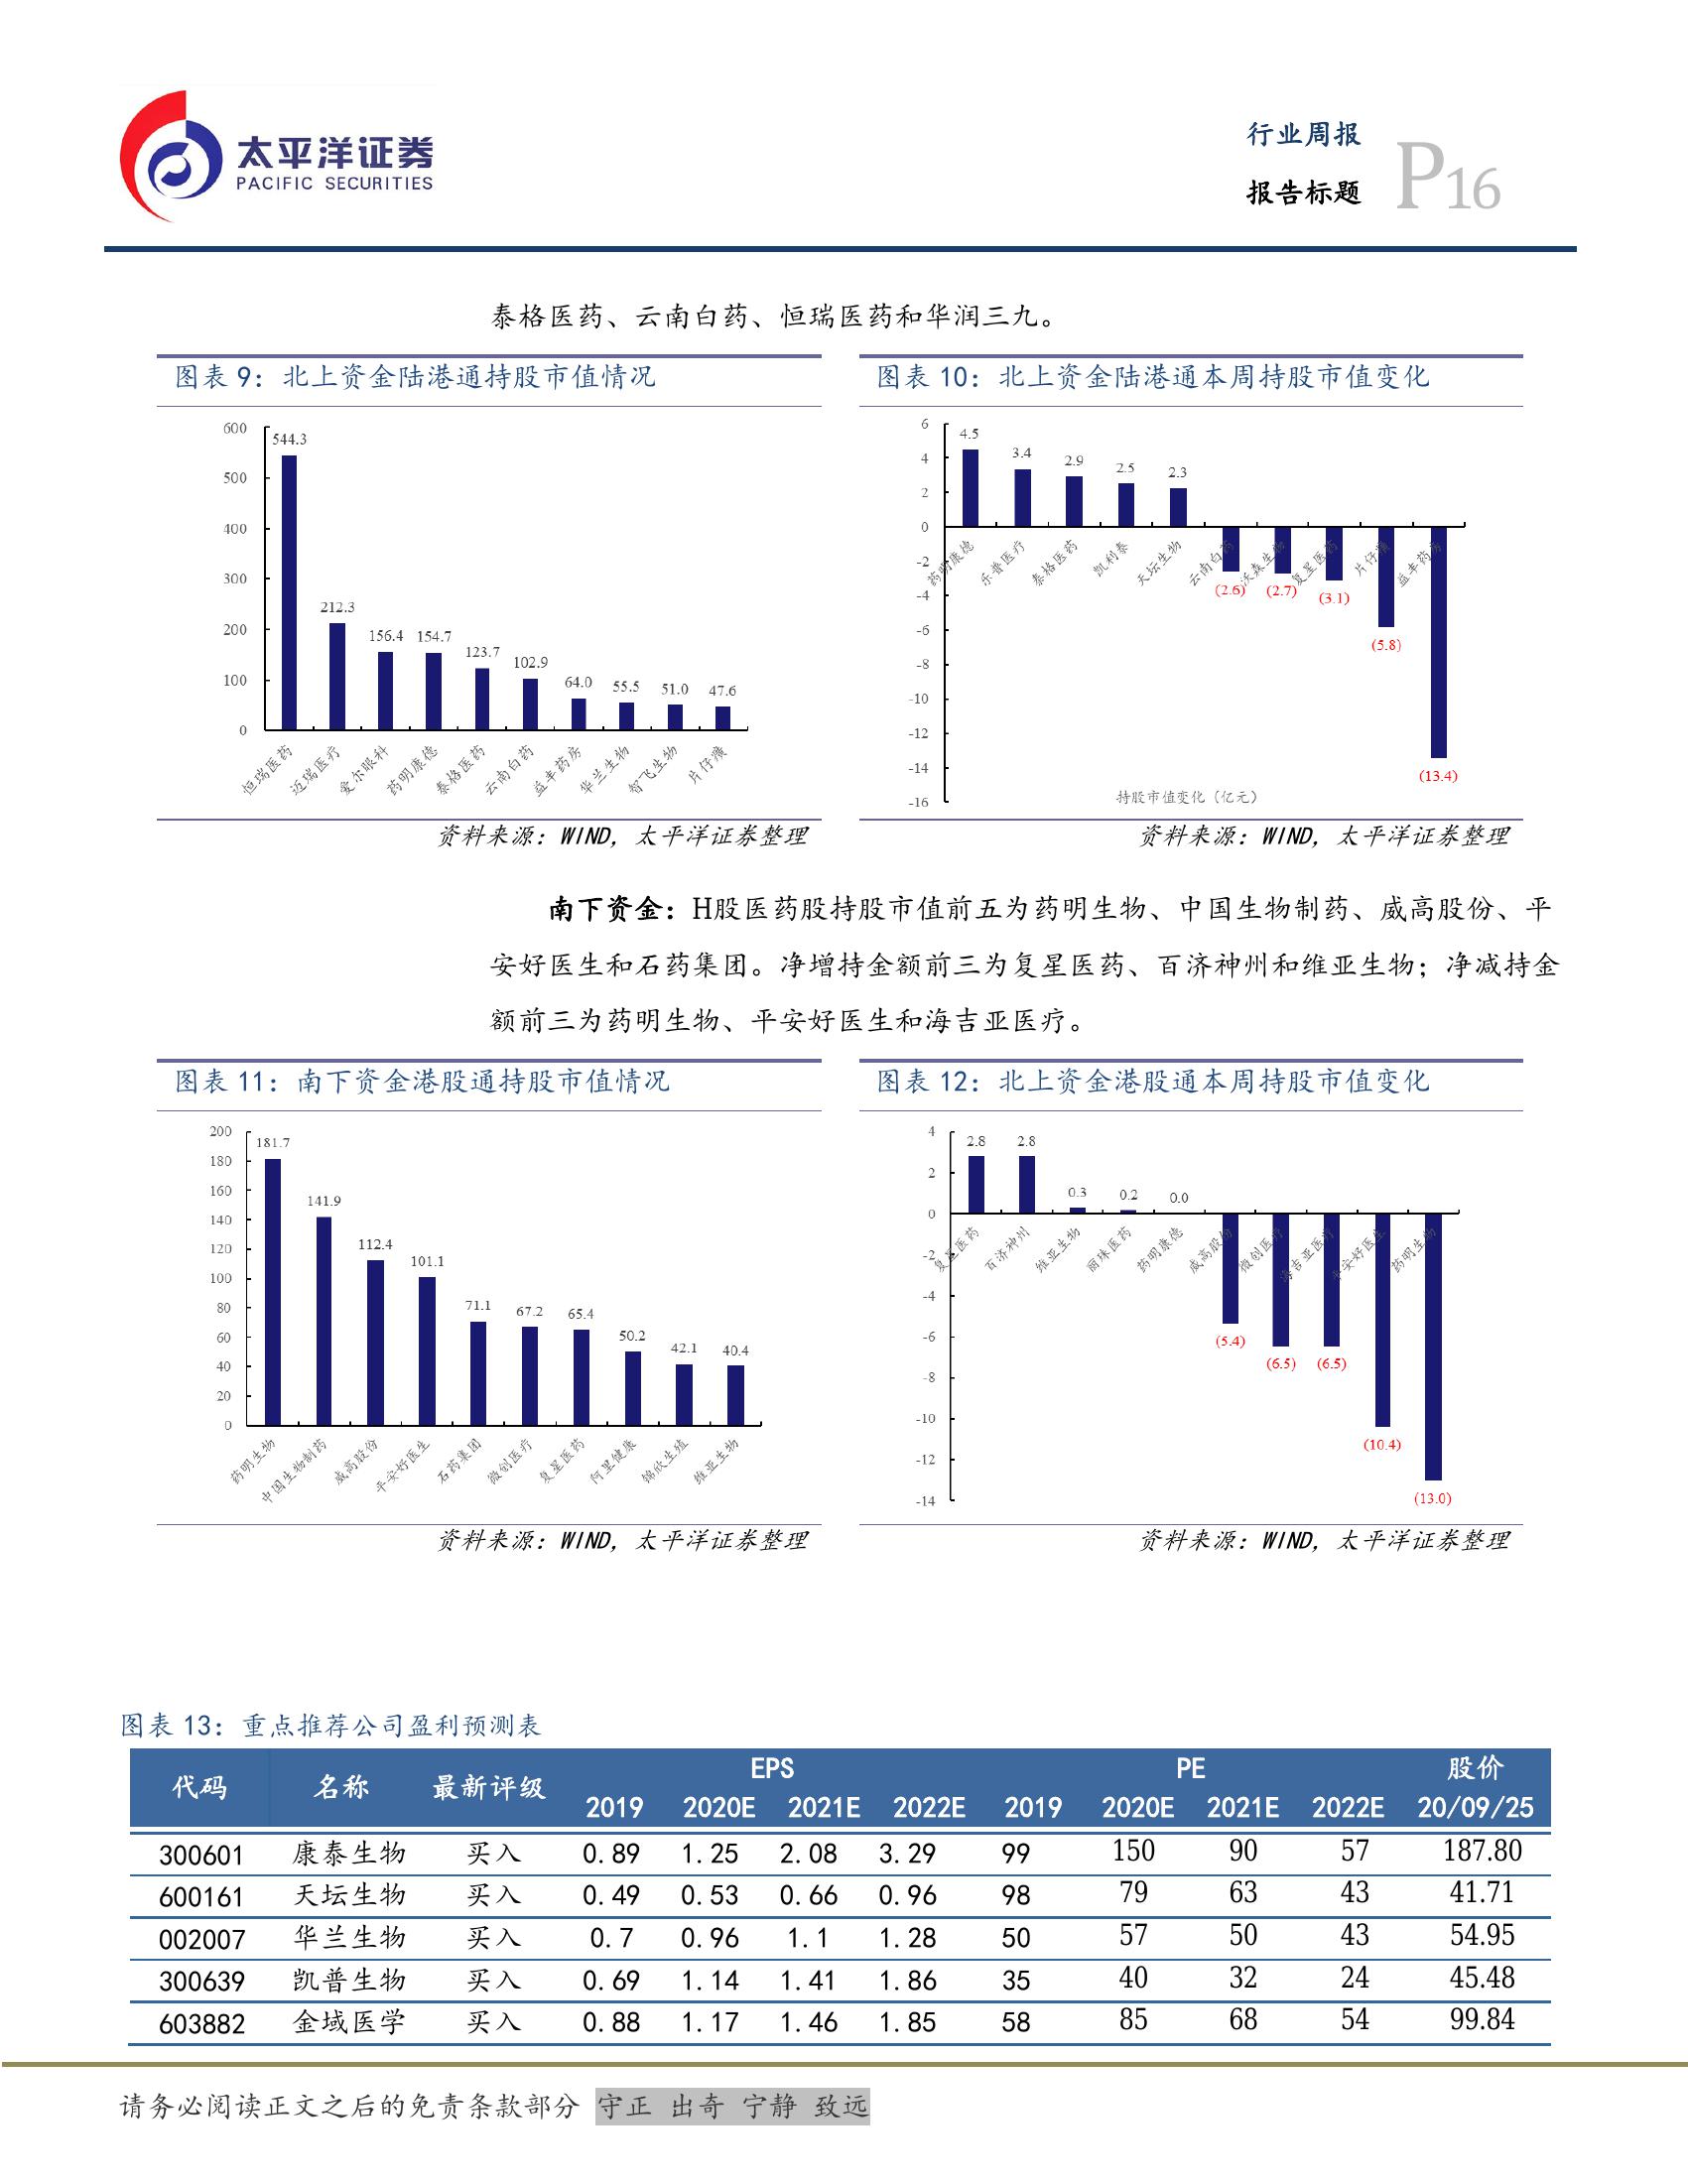 太平洋证券
PACIFIC SECURITIES
行业周报
报告标题
P16
泰格医药、云南白药、恒瑞医药和华润三九。
图表 9：北上资金陆港通持股市值情况
600
500
400
300
200
100
0
544.3
212.3
156.4
154.7
123.7
102.9
64.0
55.5
51.0
47.6
恒瑞医药
迈瑞医疗
爱尔眼科
药明康德
泰格医药
云南白药
益丰药房
华兰生物
智飞生物
片仔癀
资料来源：WIND，太平洋证券整理
图表 10：北上资金陆港通本周持股市值变化
6
4
2
0
-2
-4
-6
-8
-10
-12
-14
-16
4.5
3.4
2.9
2.5
2.3
(2.6)
(2.7)
(3.1)
(5.8)
(13.4)
药明康德
乐普医疗
泰格医药
凯利泰
天坛生物
云南白药
沃森生物
复星医药
片仔癀
益丰药房
持股市值变化（亿元）
资料来源：WIND，太平洋证券整理
南下资金：H股医药股持股市值前五为药明生物、中国生物制药、威高股份、平
安好医生和石药集团。净增持金额前三为复星医药、百济神州和维亚生物；净减持金
额前三为药明生物、平安好医生和海吉亚医疗。
图表 11：南下资金港股通持股市值情况
200
180
160
140
120
100
80
60
40
20
0
181.7
141.9
112.4
101.1
71.1
67.2
65.4
50.2
42.1
40.4
药明生物
中国生物制药
威高股份
平安好医生
石药集团
微创医疗
复星医药
阿里健康
锦欣生殖
维亚生物
资料来源：WIND，太平洋证券整理
图表 12：北上资金港股通本周持股市值变化
4
2
0
-2
-4
-6
-8
-10
-12
-14
2.8
2.8
0.3
0.2
0.0
(5.4)
(6.5)
(6.5)
(10.4)
(13.0)
复星医药
百济神州
维亚生物
丽珠医药
药明康德
威高股份
微创医疗
海吉亚医疗
平安好医生
药明生物
资料来源：WIND，太平洋证券整理
图表 13：重点推荐公司盈利预测表
代码 名称 最新评级 EPS PE 股价
2019 2020E 2021E 2022E 2019 2020E 2021E 2022E 20/09/25
300601 康泰生物 买入 0.89 1.25 2.08 3.29 99 150 90 57 187.80
600161 天坛生物 买入 0.49 0.53 0.66 0.96 98 79 63 43 41.71
002007 华兰生物 买入 0.7 0.96 1.1 1.28 50 57 50 43 54.95
300639 凯普生物 买入 0.69 1.14 1.41 1.86 35 40 32 24 45.48
603882 金域医学 买入 0.88 1.17 1.46 1.85 58 85 68 54 99.84
请务必阅读正文之后的免责条款部分 守正 出奇 宁静 致远